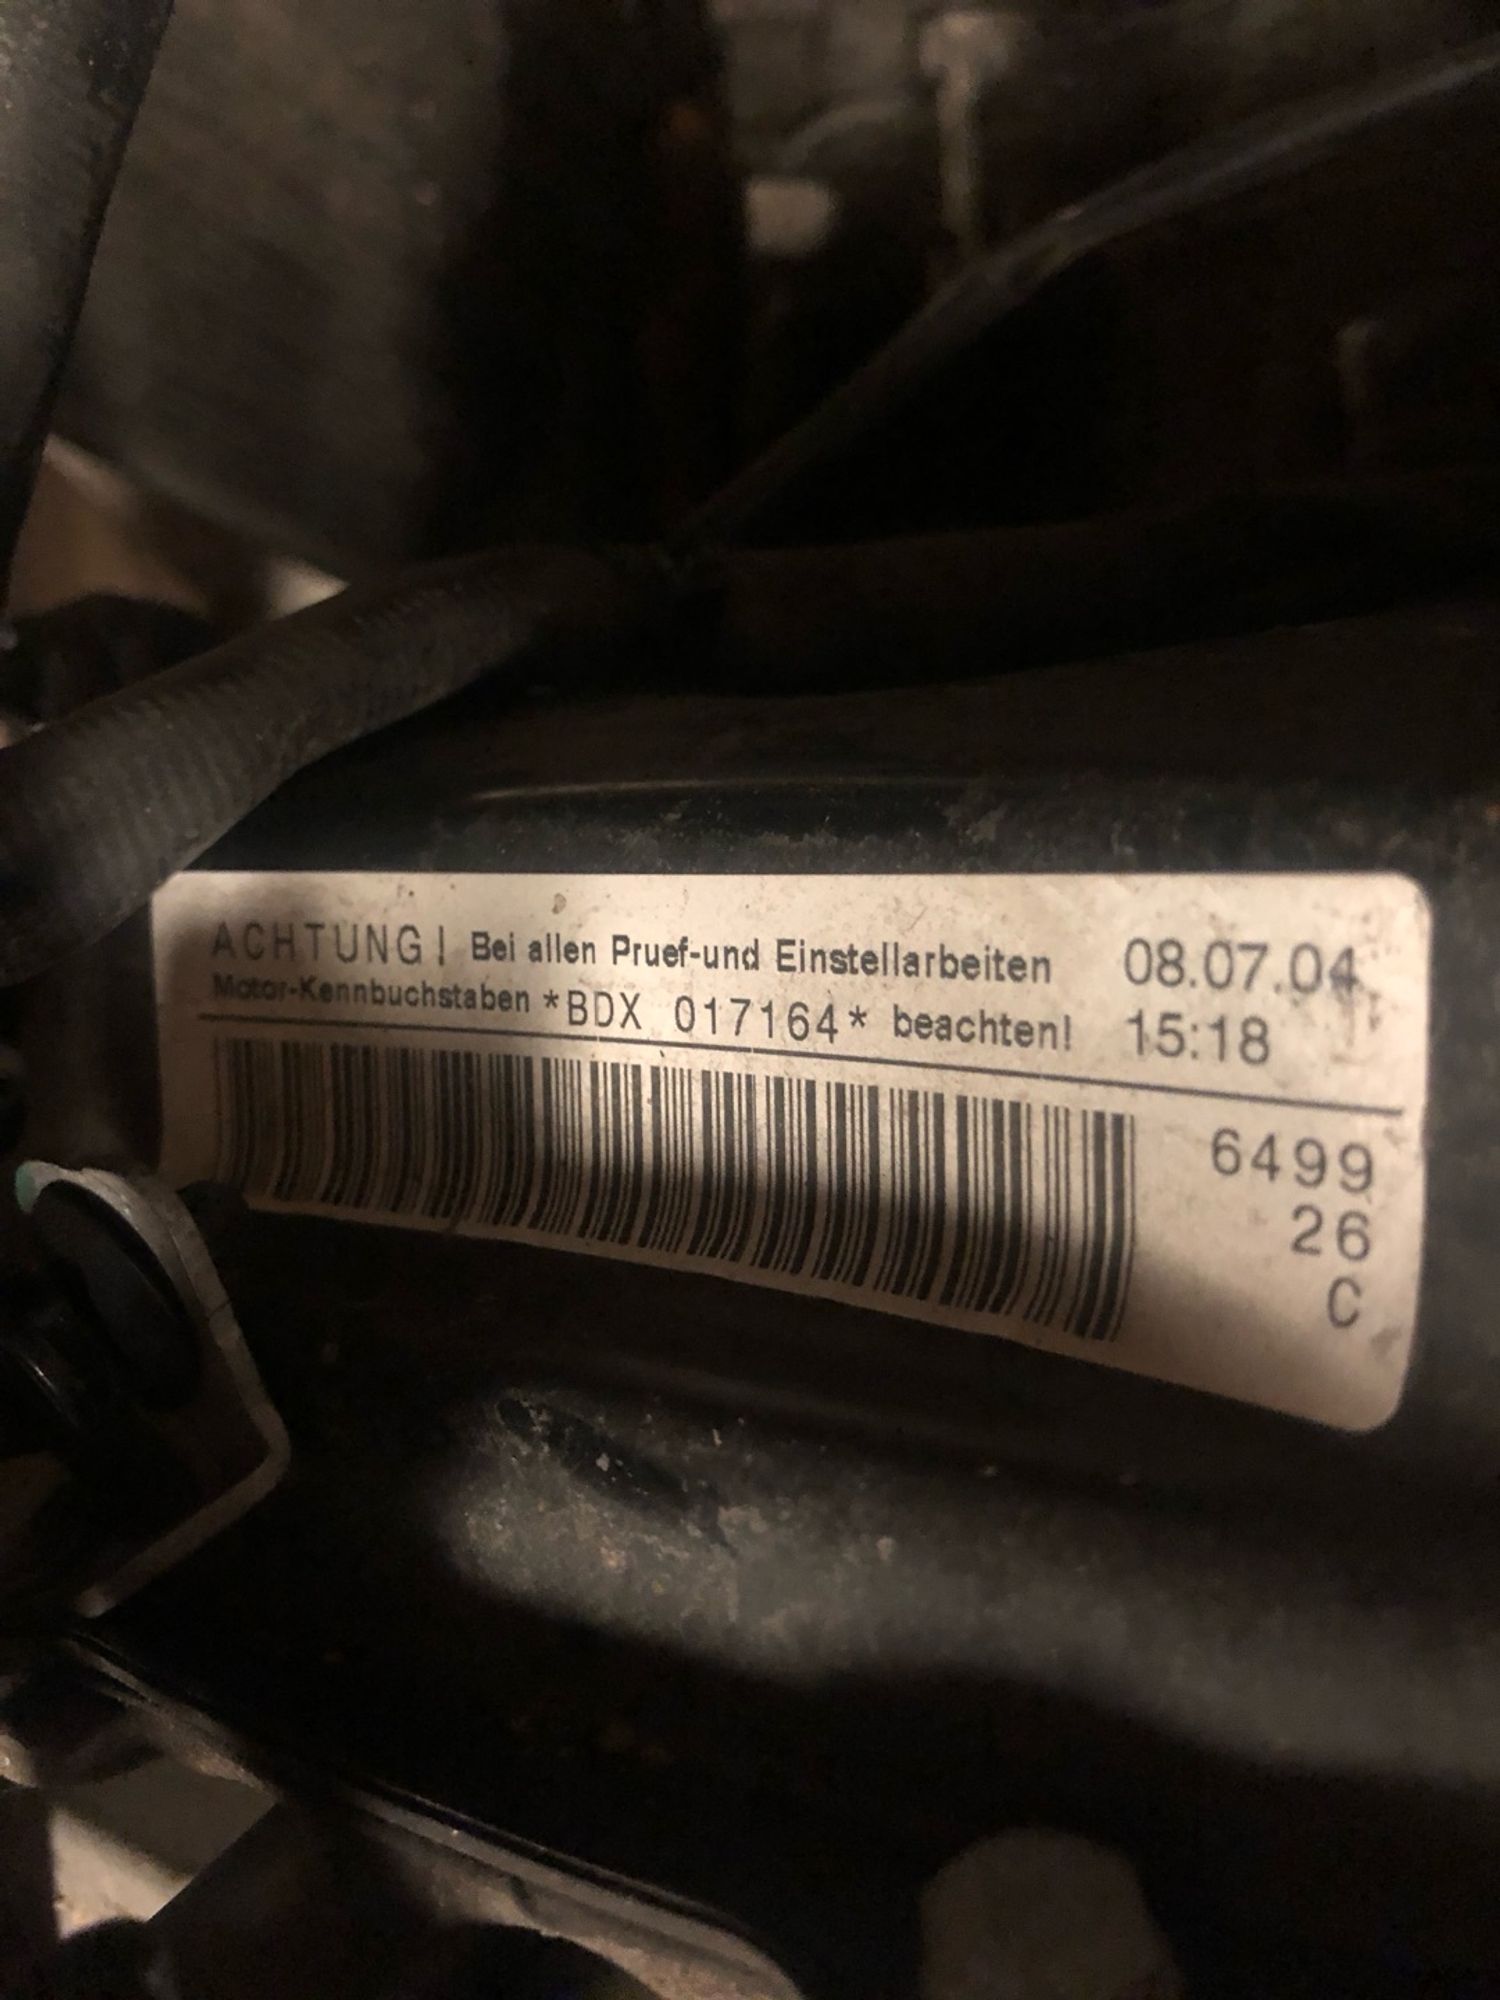 ACHTUNG! Bei allen Pruef-und Einstellarbeiten 08.07.04
Motor-Kennbuchstaben *BDX 017164* beachten! 15:18
6499
26
C